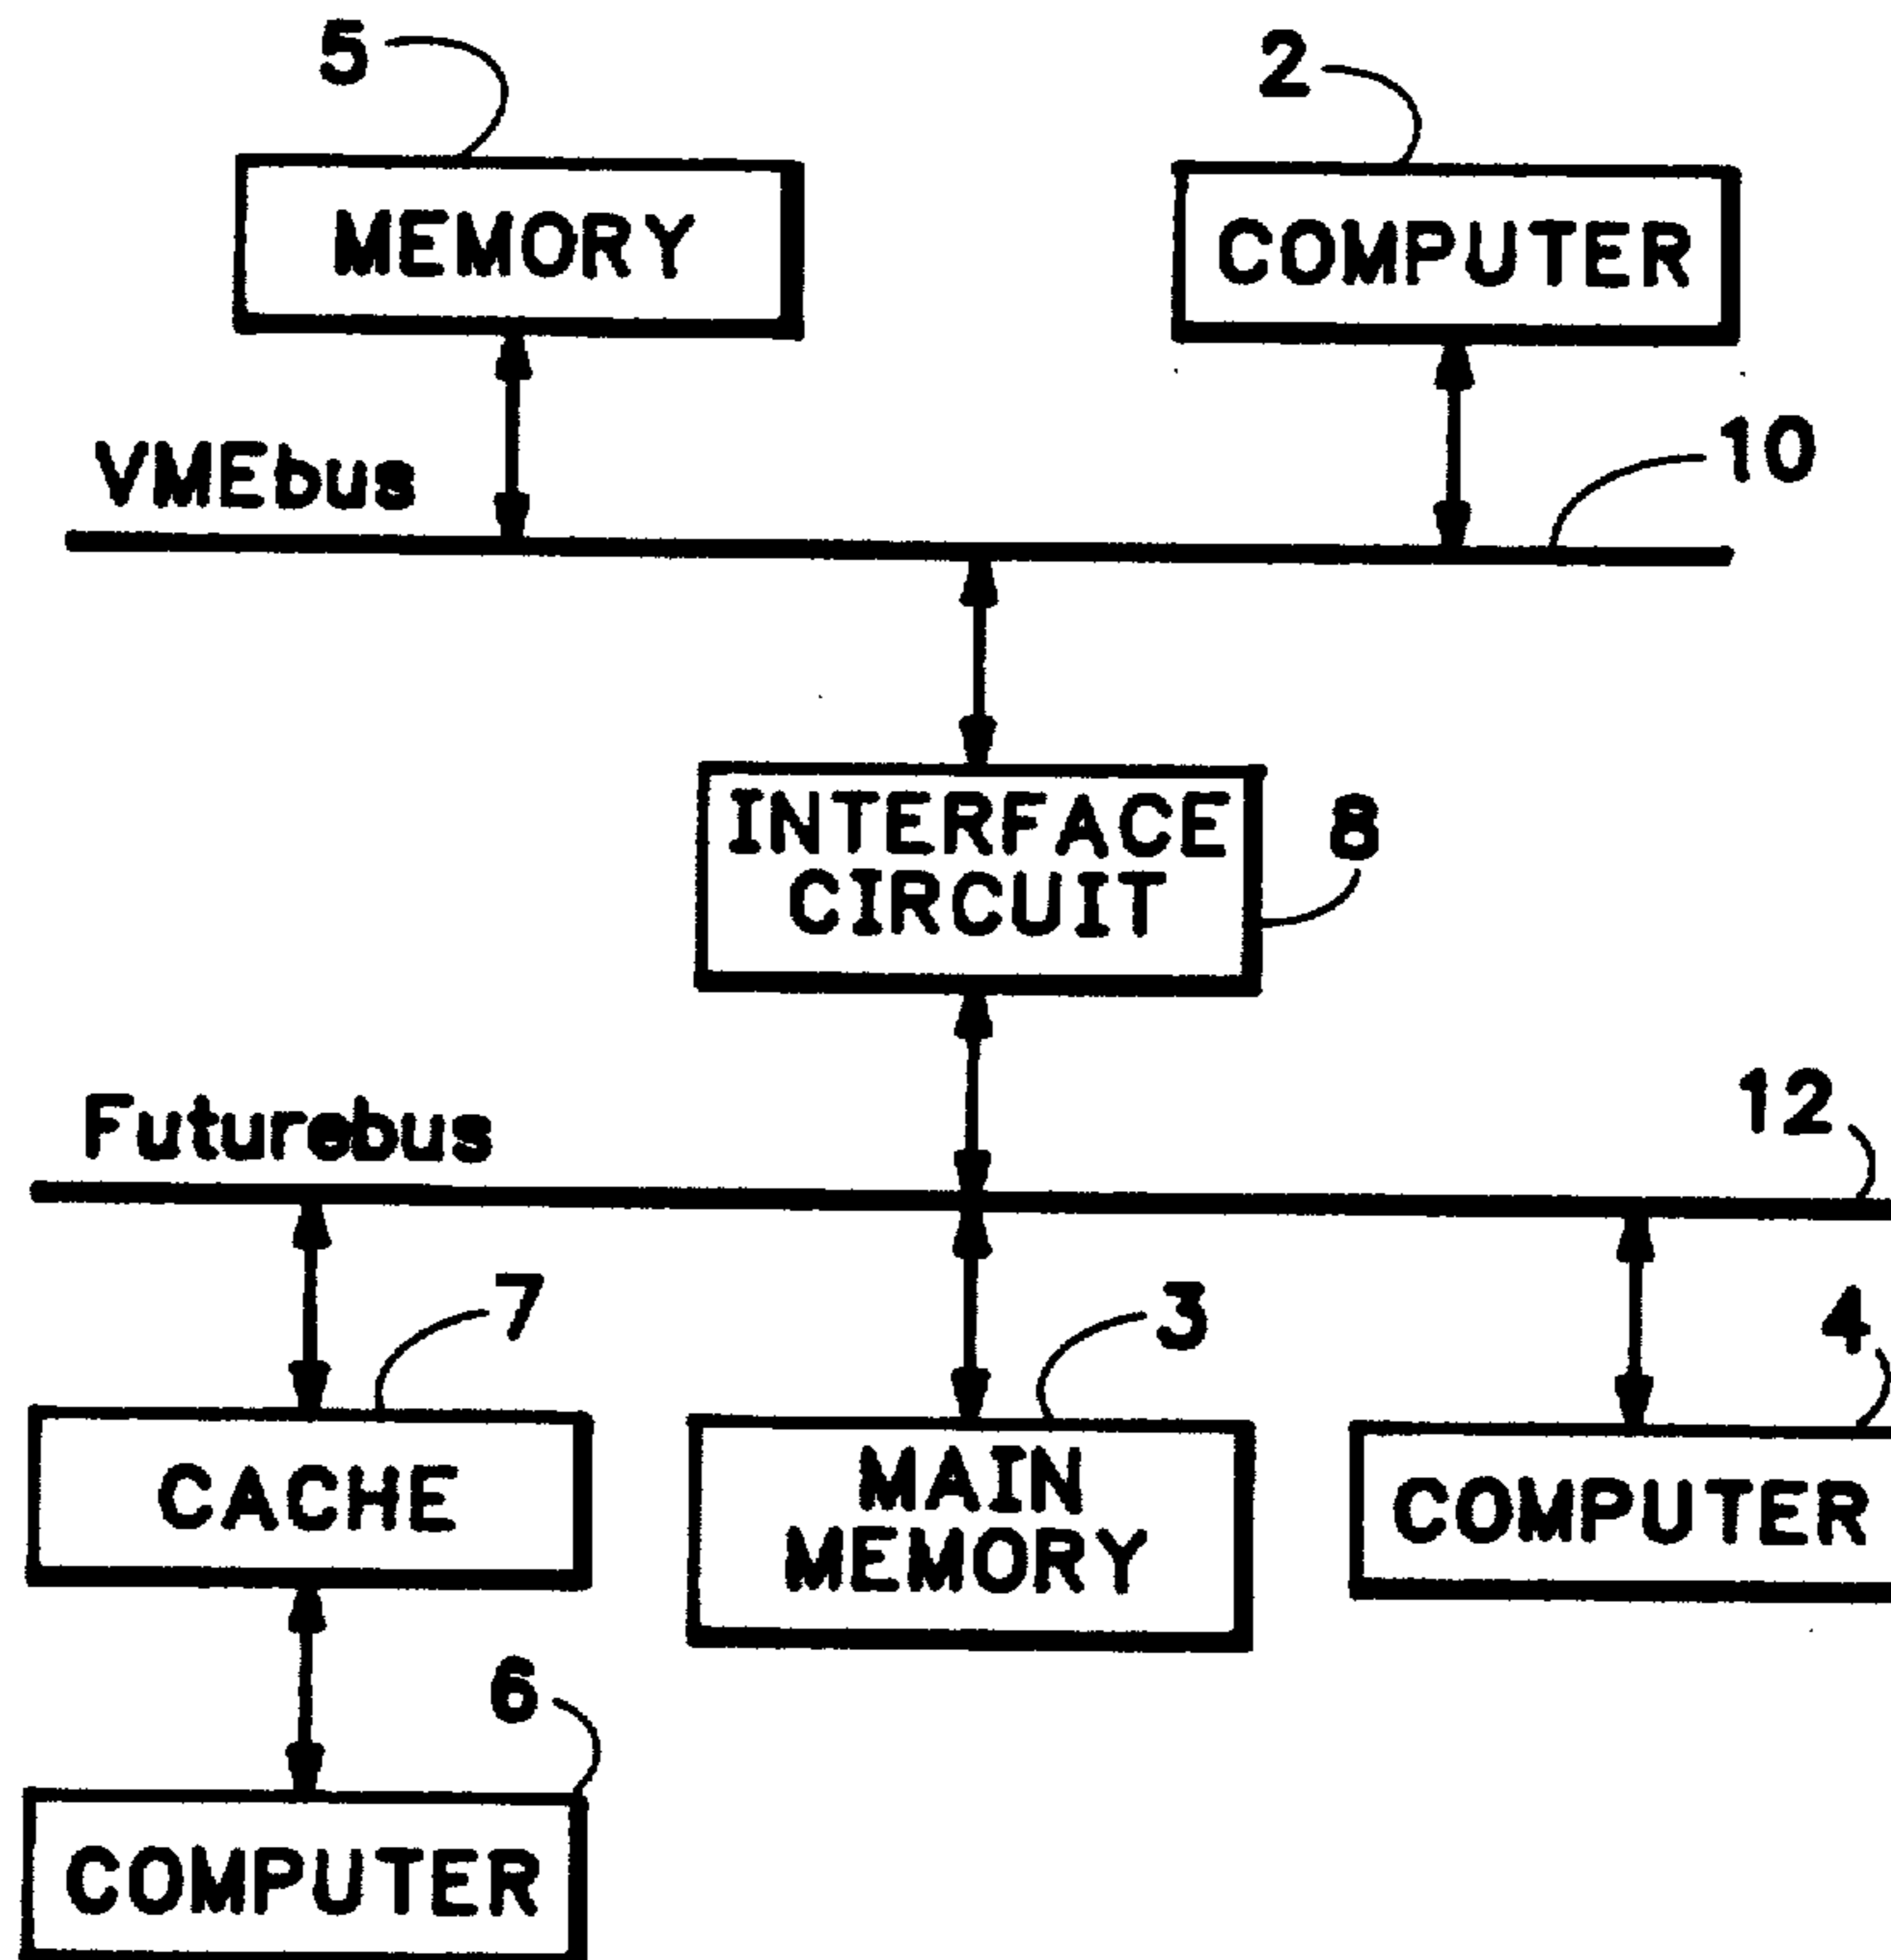 5
2
MEMORY
COMPUTER
VMEbus
10
INTERFACE
CIRCUIT
8
Futurebus
12
7
3
4
CACHE
MAIN
MEMORY
COMPUTER
6
COMPUTER